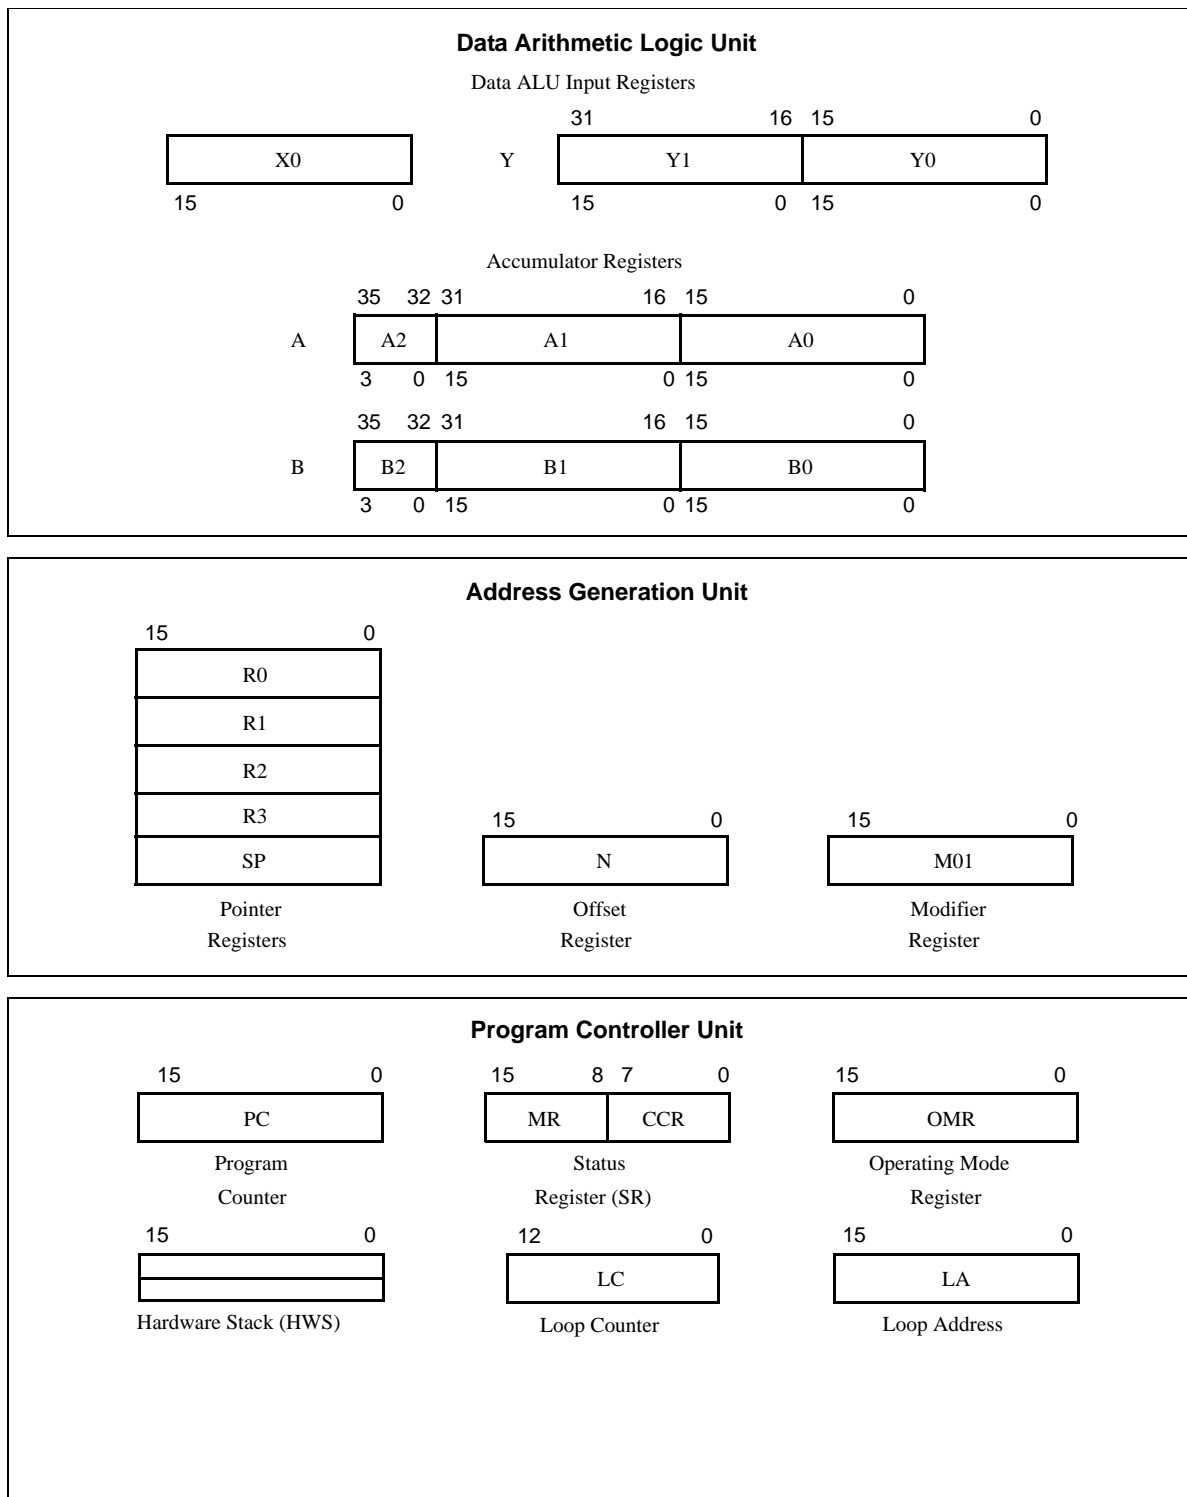 Data Arithmetic Logic Unit
Data ALU Input Registers
31 16 15 0
X0 Y Y1 Y0
15 0 15 0 15 0
Accumulator Registers
35 32 31 16 15 0
A A2 A1 A0
3 0 15 0 15 0
35 32 31 16 15 0
B B2 B1 B0
3 0 15 0 15 0
Address Generation Unit
15 0
R0
R1
R2
R3
15 0 15 0
SP N M01
Pointer Offset Modifier
Registers Register Register
Program Controller Unit
15 0 15 8 7 0 15 0
PC MR CCR OMR
Program Status Operating Mode
Counter Register (SR) Register
15 0 12 0 15 0
LC LA
Hardware Stack (HWS) Loop Counter Loop Address